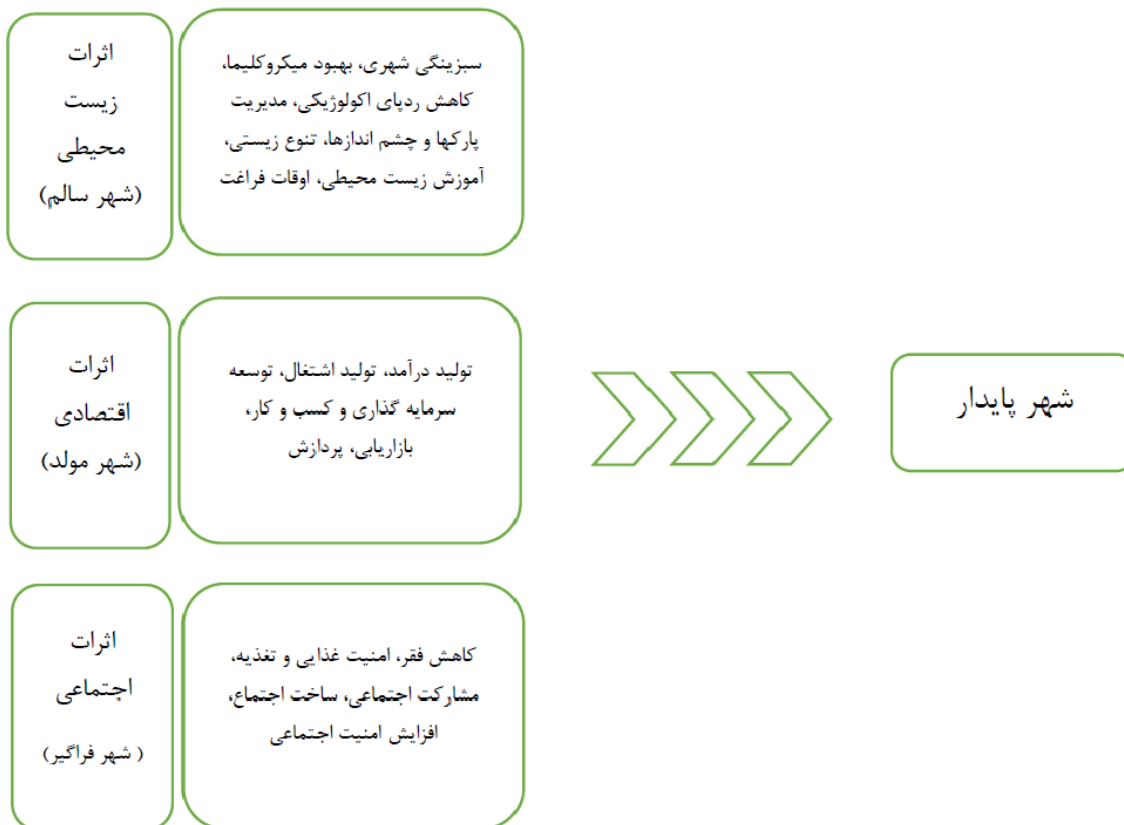 اثرات
زیست
محیطی
(شهر سالم)
سبزینگی شهری، بهبود میکروکلیما،
کاهش ردپای اکولوژیکی، مدیریت
پارکها و چشم اندازها، تنوع زیستی،
آموزش زیست محیطی، اوقات فراغت
اثرات
اقتصادی
(شهر مولد)
تولید درآمد، تولید اشتغال، توسعه
سرمایه گذاری و کسب و کار،
بازاریابی، پردازش
شهر پایدار
اثرات
اجتماعی
( شهر فراگیر)
کاهش فقر، امنیت غذایی و تغذیه،
مشارکت اجتماعی، ساخت اجتماع،
افزایش امنیت اجتماعی